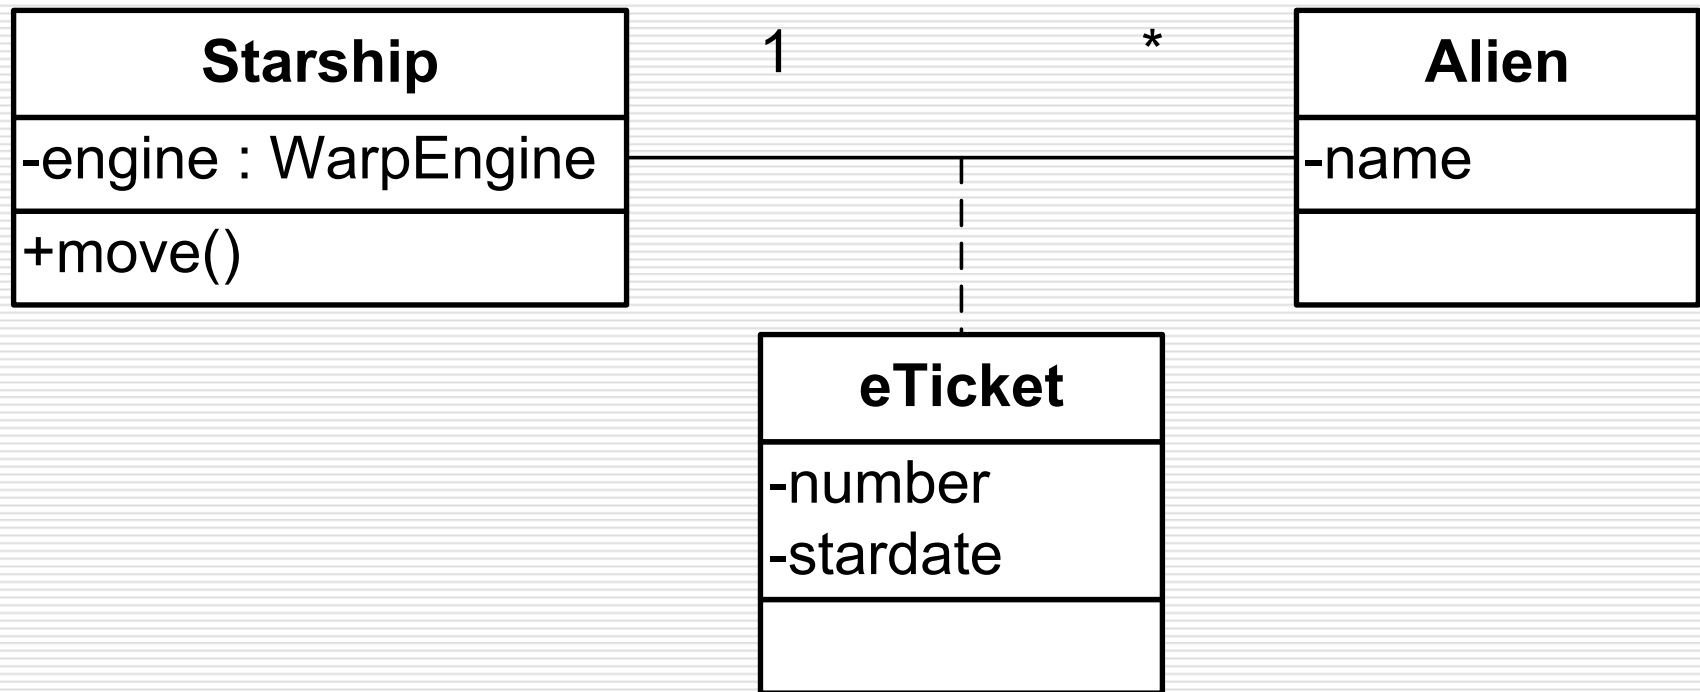 Starship
-engine : WarpEngine
+move()
1
*
Alien
-name
eTicket
-number
-stardate